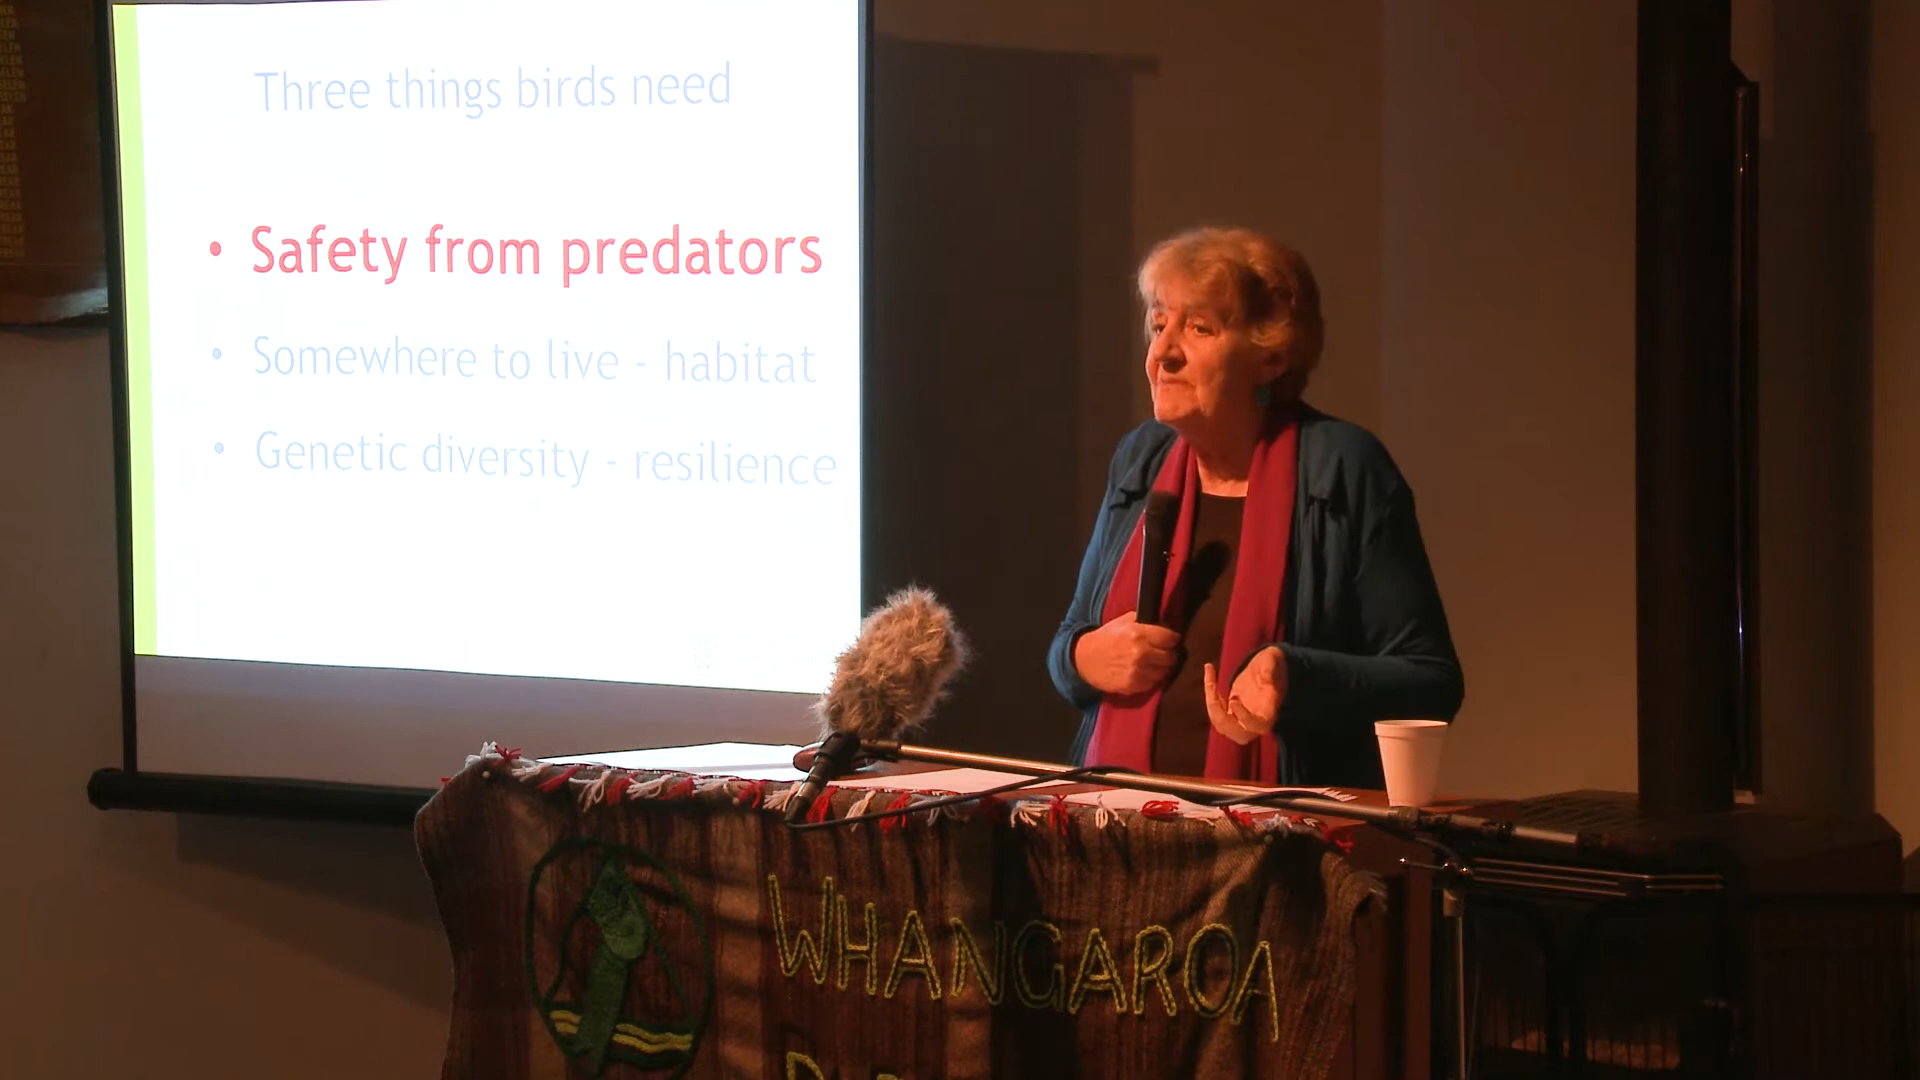 Three things birds need
• Safety from predators
• Somewhere to live - habitat
• Genetic diversity - resilience
WHANGAROA